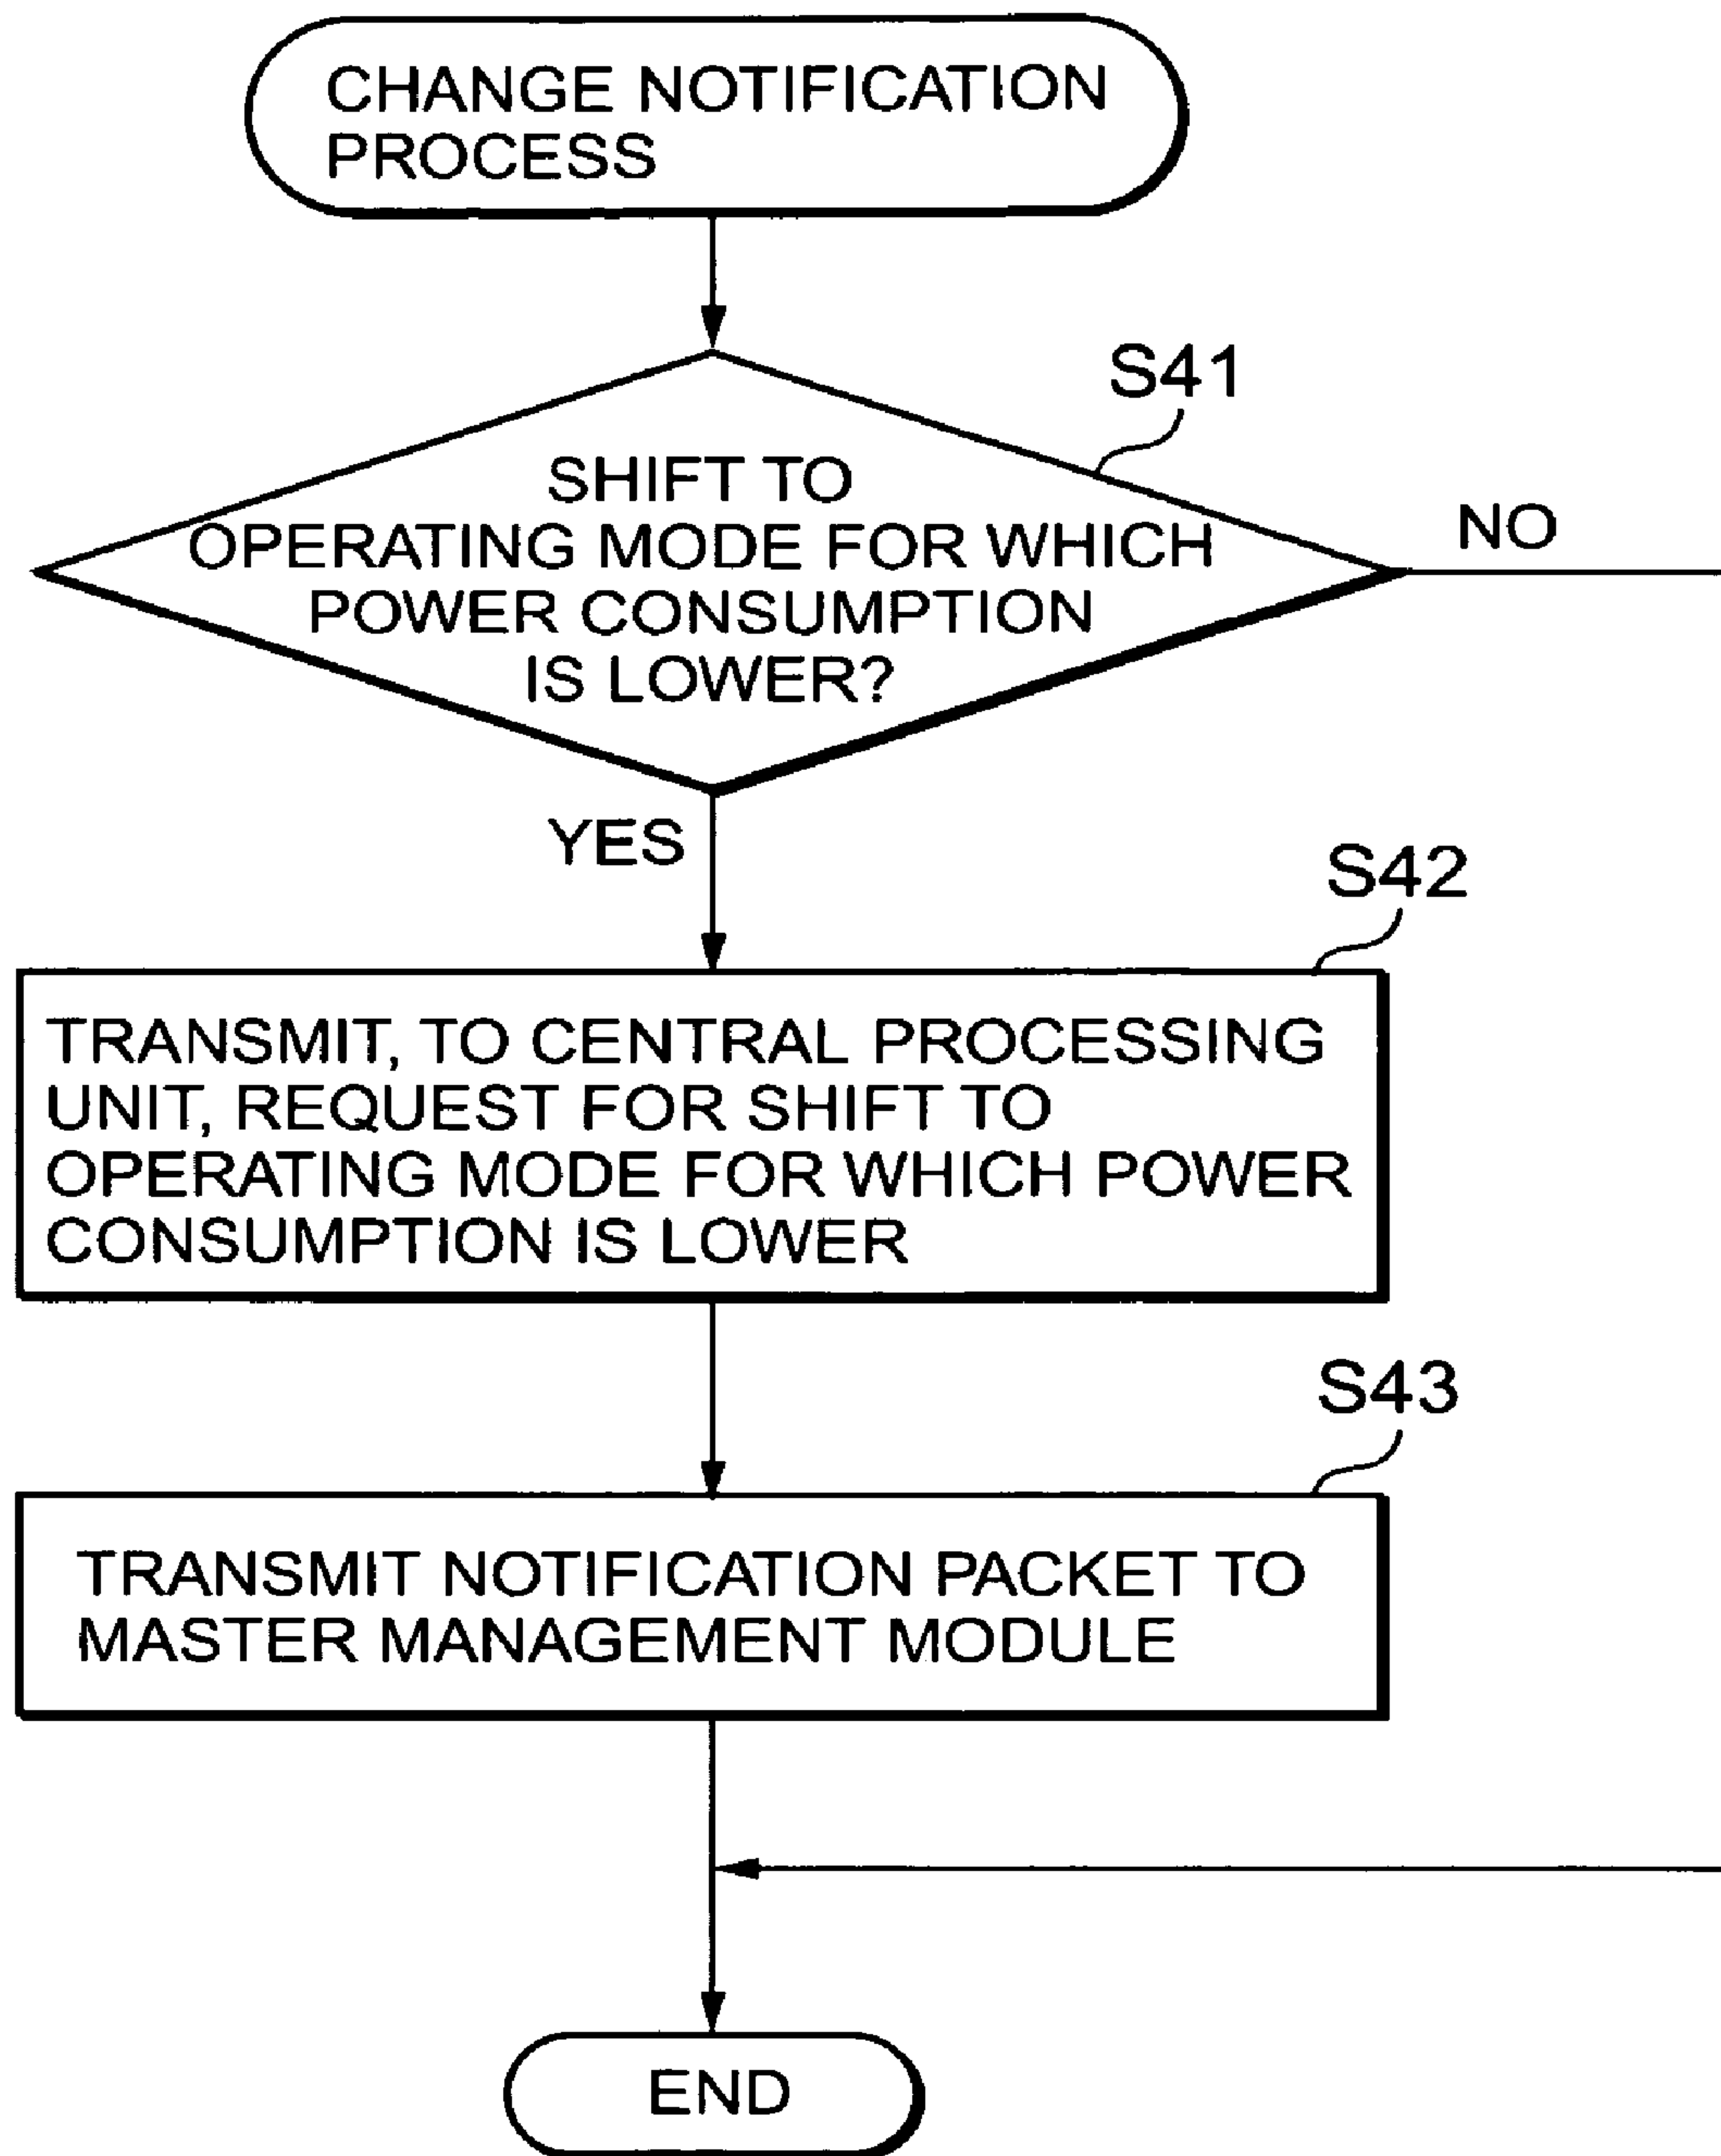 CHANGE NOTIFICATION
PROCESS
S41
SHIFT TO
OPERATING MODE FOR WHICH
POWER CONSUMPTION
IS LOWER?
NO
YES
S42
TRANSMIT, TO CENTRAL PROCESSING
UNIT, REQUEST FOR SHIFT TO
OPERATING MODE FOR WHICH POWER
CONSUMPTION IS LOWER
S43
TRANSMIT NOTIFICATION PACKET TO
MASTER MANAGEMENT MODULE
END